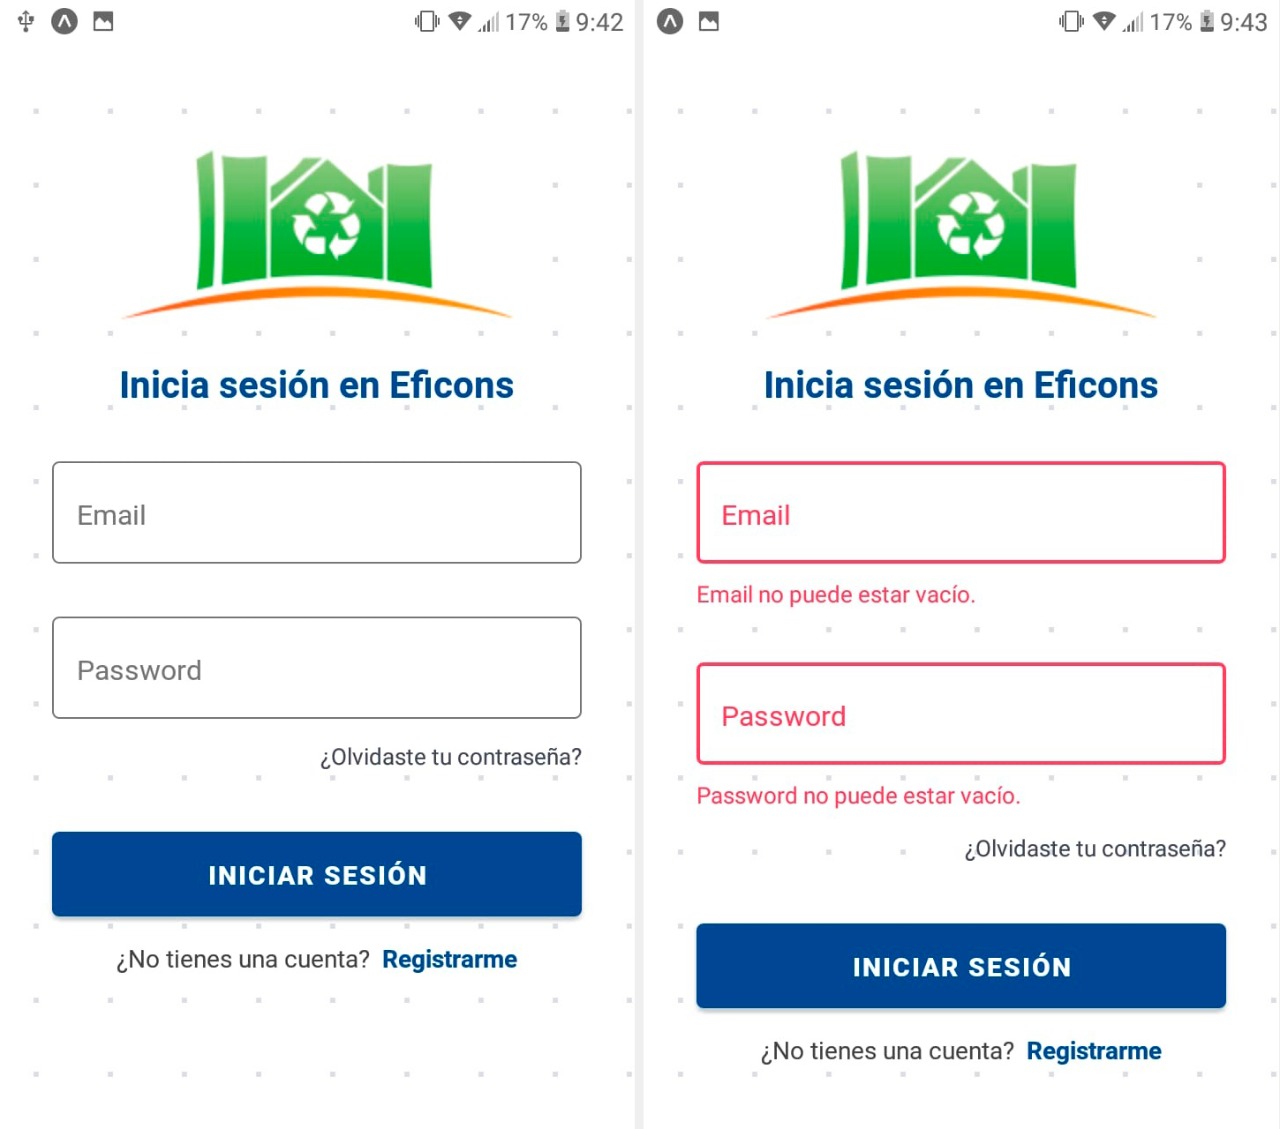 17% 9:42
Inicia sesión en Eficons
Email
Password
¿Olvidaste tu contraseña?
INICIAR SESIÓN
¿No tienes una cuenta? Registrarme
17% 9:43
Inicia sesión en Eficons
Email
Email no puede estar vacío.
Password
Password no puede estar vacío.
¿Olvidaste tu contraseña?
INICIAR SESIÓN
¿No tienes una cuenta? Registrarme